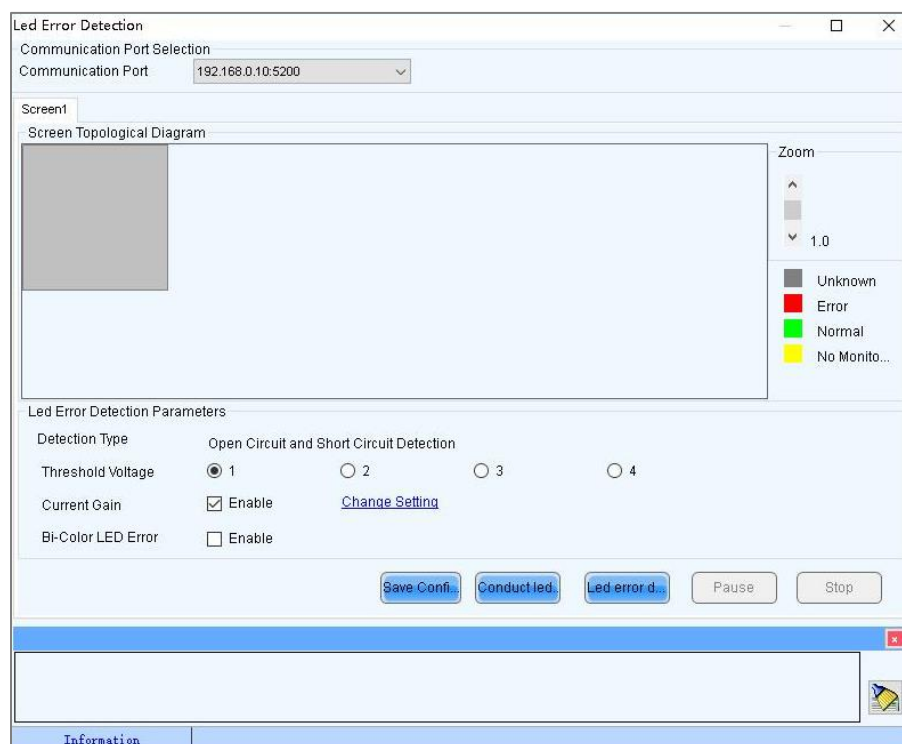 Led Error Detection
Communication Port Selection
Communication Port 192.168.0.10:5200
Screen1
Screen Topological Diagram
Zoom
1.0
Unknown
Error
Normal
No Monito...
Led Error Detection Parameters
Detection Type Open Circuit and Short Circuit Detection
Threshold Voltage 1 2 3 4
Current Gain Enable Change Setting
Bi-Color LED Error Enable
Save Confi... Conduct led.. Led error d... Pause Stop
Information